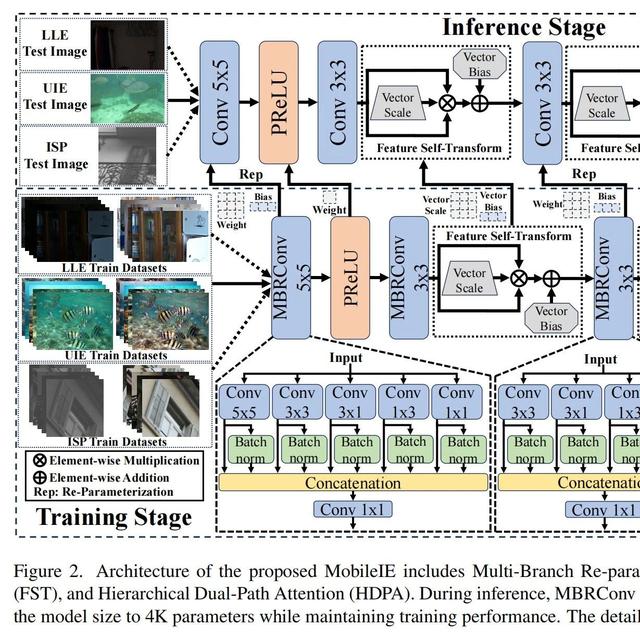 Inference Stage
LLE
Test Image
UIE
Test Image
ISP
Test Image
Conv 5x5
PReLU
Conv 3x3
Vector
Scale
Vector
Bias
Feature Self-Transform
Conv 3x3
Vector
Scale
Feature Sel
Rep
Rep
Weight
Bias
Weight
Vector
Scale
Vector
Bias
Weight
Bias
LLE Train Datasets
UIE Train Datasets
ISP Train Datasets
MBRConv
5x5
PReLU
MBRConv
3x3
Feature Self-Transform
Vector
Scale
Vector
Bias
MBRConv
3x3
Input
Conv
5x5
Conv
3x3
Conv
3x1
Conv
1x3
Conv
1x1
Batch
norm
Batch
norm
Batch
norm
Batch
norm
Batch
norm
Concatenation
Conv 1x1
Input
Conv
3x3
Conv
3x1
Conv
1x3
Batch
norm
Batch
norm
Batch
norm
Concatenatio
Conv 1x1
Element-wise Multiplication
Element-wise Addition
Rep: Re-Parameterization
Training Stage
Figure 2. Architecture of the proposed MobileIE includes Multi-Branch Re-para
(FST), and Hierarchical Dual-Path Attention (HDPA). During inference, MBRConv
the model size to 4K parameters while maintaining training performance. The detail